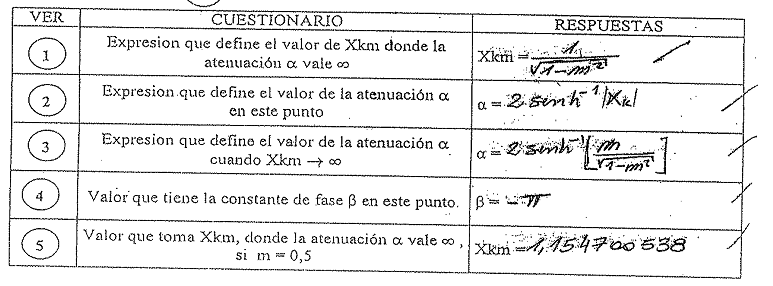 VER CUESTIONARIO RESPUESTAS
1 Expresion que define el valor de Xkm donde la
atenuación α vale ∞ Xkm = 1/√(1-m²)
2 Expresion que define el valor de la atenuación α
en este punto α = 2 senh⁻¹|Xk|
3 Expresion que define el valor de la atenuación α
cuando Xkm → ∞ α = 2 senh⁻¹[m/√(1-m²)]
4 Valor que tiene la constante de fase β en este punto. β = -π
5 Valor que toma Xkm, donde la atenuación α vale ∞ ,
si m = 0,5 Xkm = 1,154700538